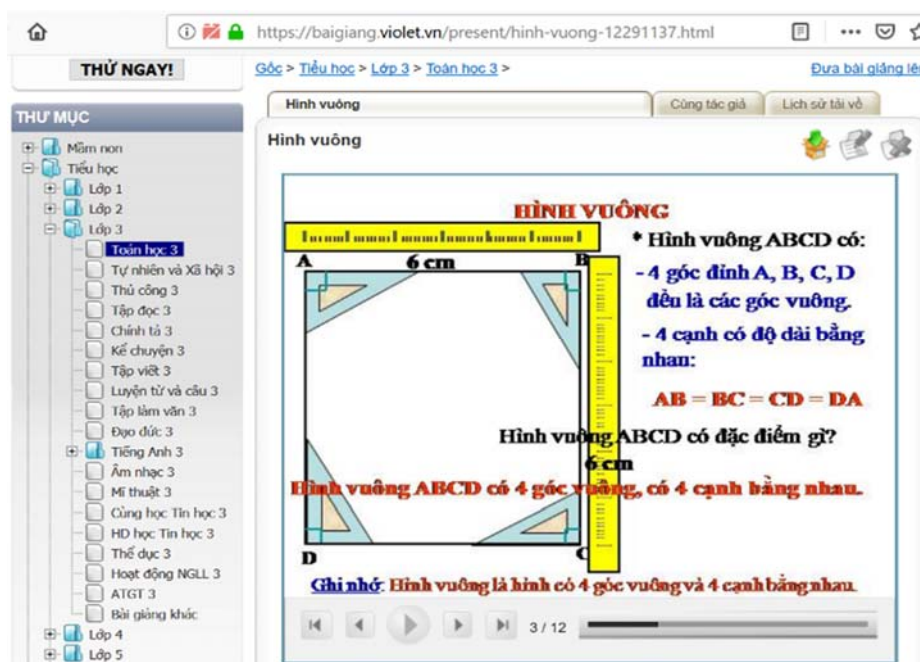 https://baigiang.violet.vn/present/hinh-vuong-12291137.html
THỬ NGAY!
Gốc > Tiểu học > Lớp 3 > Toán học 3 >
Đưa bài giảng lên
THƯ MỤC
Mầm non
Tiểu học
Lớp 1
Lớp 2
Lớp 3
Toán học 3
Tự nhiên và Xã hội 3
Thủ công 3
Tập đọc 3
Chính tả 3
Kể chuyện 3
Tập viết 3
Luyện từ và câu 3
Tập làm văn 3
Đạo đức 3
Tiếng Anh 3
Âm nhạc 3
Mĩ thuật 3
Cùng học Tin học 3
HD học Tin học 3
Thể dục 3
Hoạt động NGLL 3
ATGT 3
Bài giảng khác
Lớp 4
Lớp 5
Hình vuông
Cùng tác giả
Lịch sử tải về
Hình vuông
HÌNH VUÔNG
A
6 cm
B
* Hình vuông ABCD có:
- 4 góc đỉnh A, B, C, D
đều là các góc vuông.
- 4 cạnh có độ dài bằng
nhau:
AB = BC = CD = DA
Hình vuông ABCD có đặc điểm gì?
6 cm
Hình vuông ABCD có 4 góc vuông, có 4 cạnh bằng nhau.
D
C
Ghi nhớ: Hình vuông là hình có 4 góc vuông và 4 cạnh bằng nhau.
3 / 12